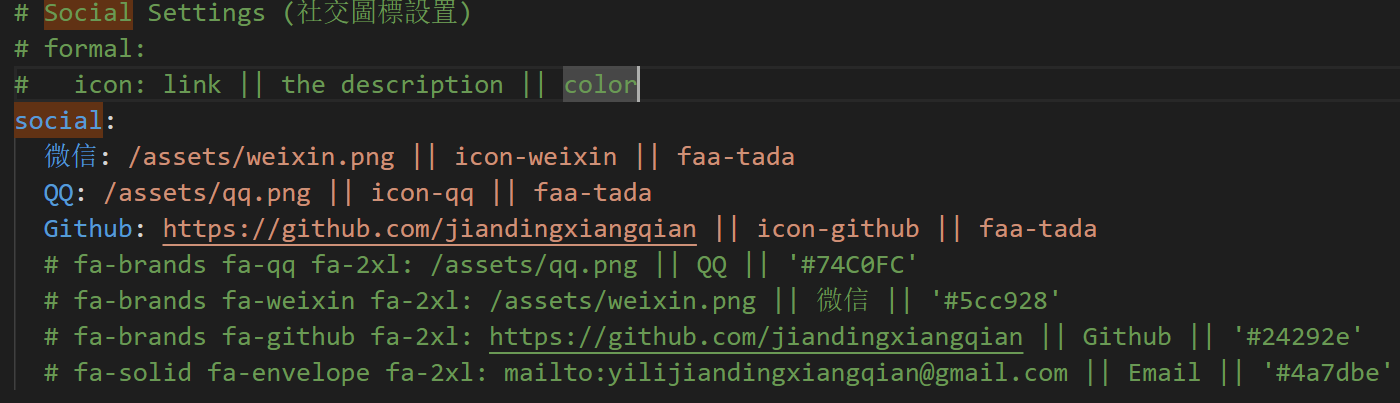 # Social Settings (社交圖標設置)
# formal:
#   icon: link || the description || color
social:
  微信: /assets/weixin.png || icon-weixin || faa-tada
  QQ: /assets/qq.png || icon-qq || faa-tada
  Github: https://github.com/jiandingxiangqian || icon-github || faa-tada
  # fa-brands fa-qq fa-2xl: /assets/qq.png || QQ || '#74C0FC'
  # fa-brands fa-weixin fa-2xl: /assets/weixin.png || 微信 || '#5cc928'
  # fa-brands fa-github fa-2xl: https://github.com/jiandingxiangqian || Github || '#24292e'
  # fa-solid fa-envelope fa-2xl: mailto:yilijiandingxiangqian@gmail.com || Email || '#4a7dbe'